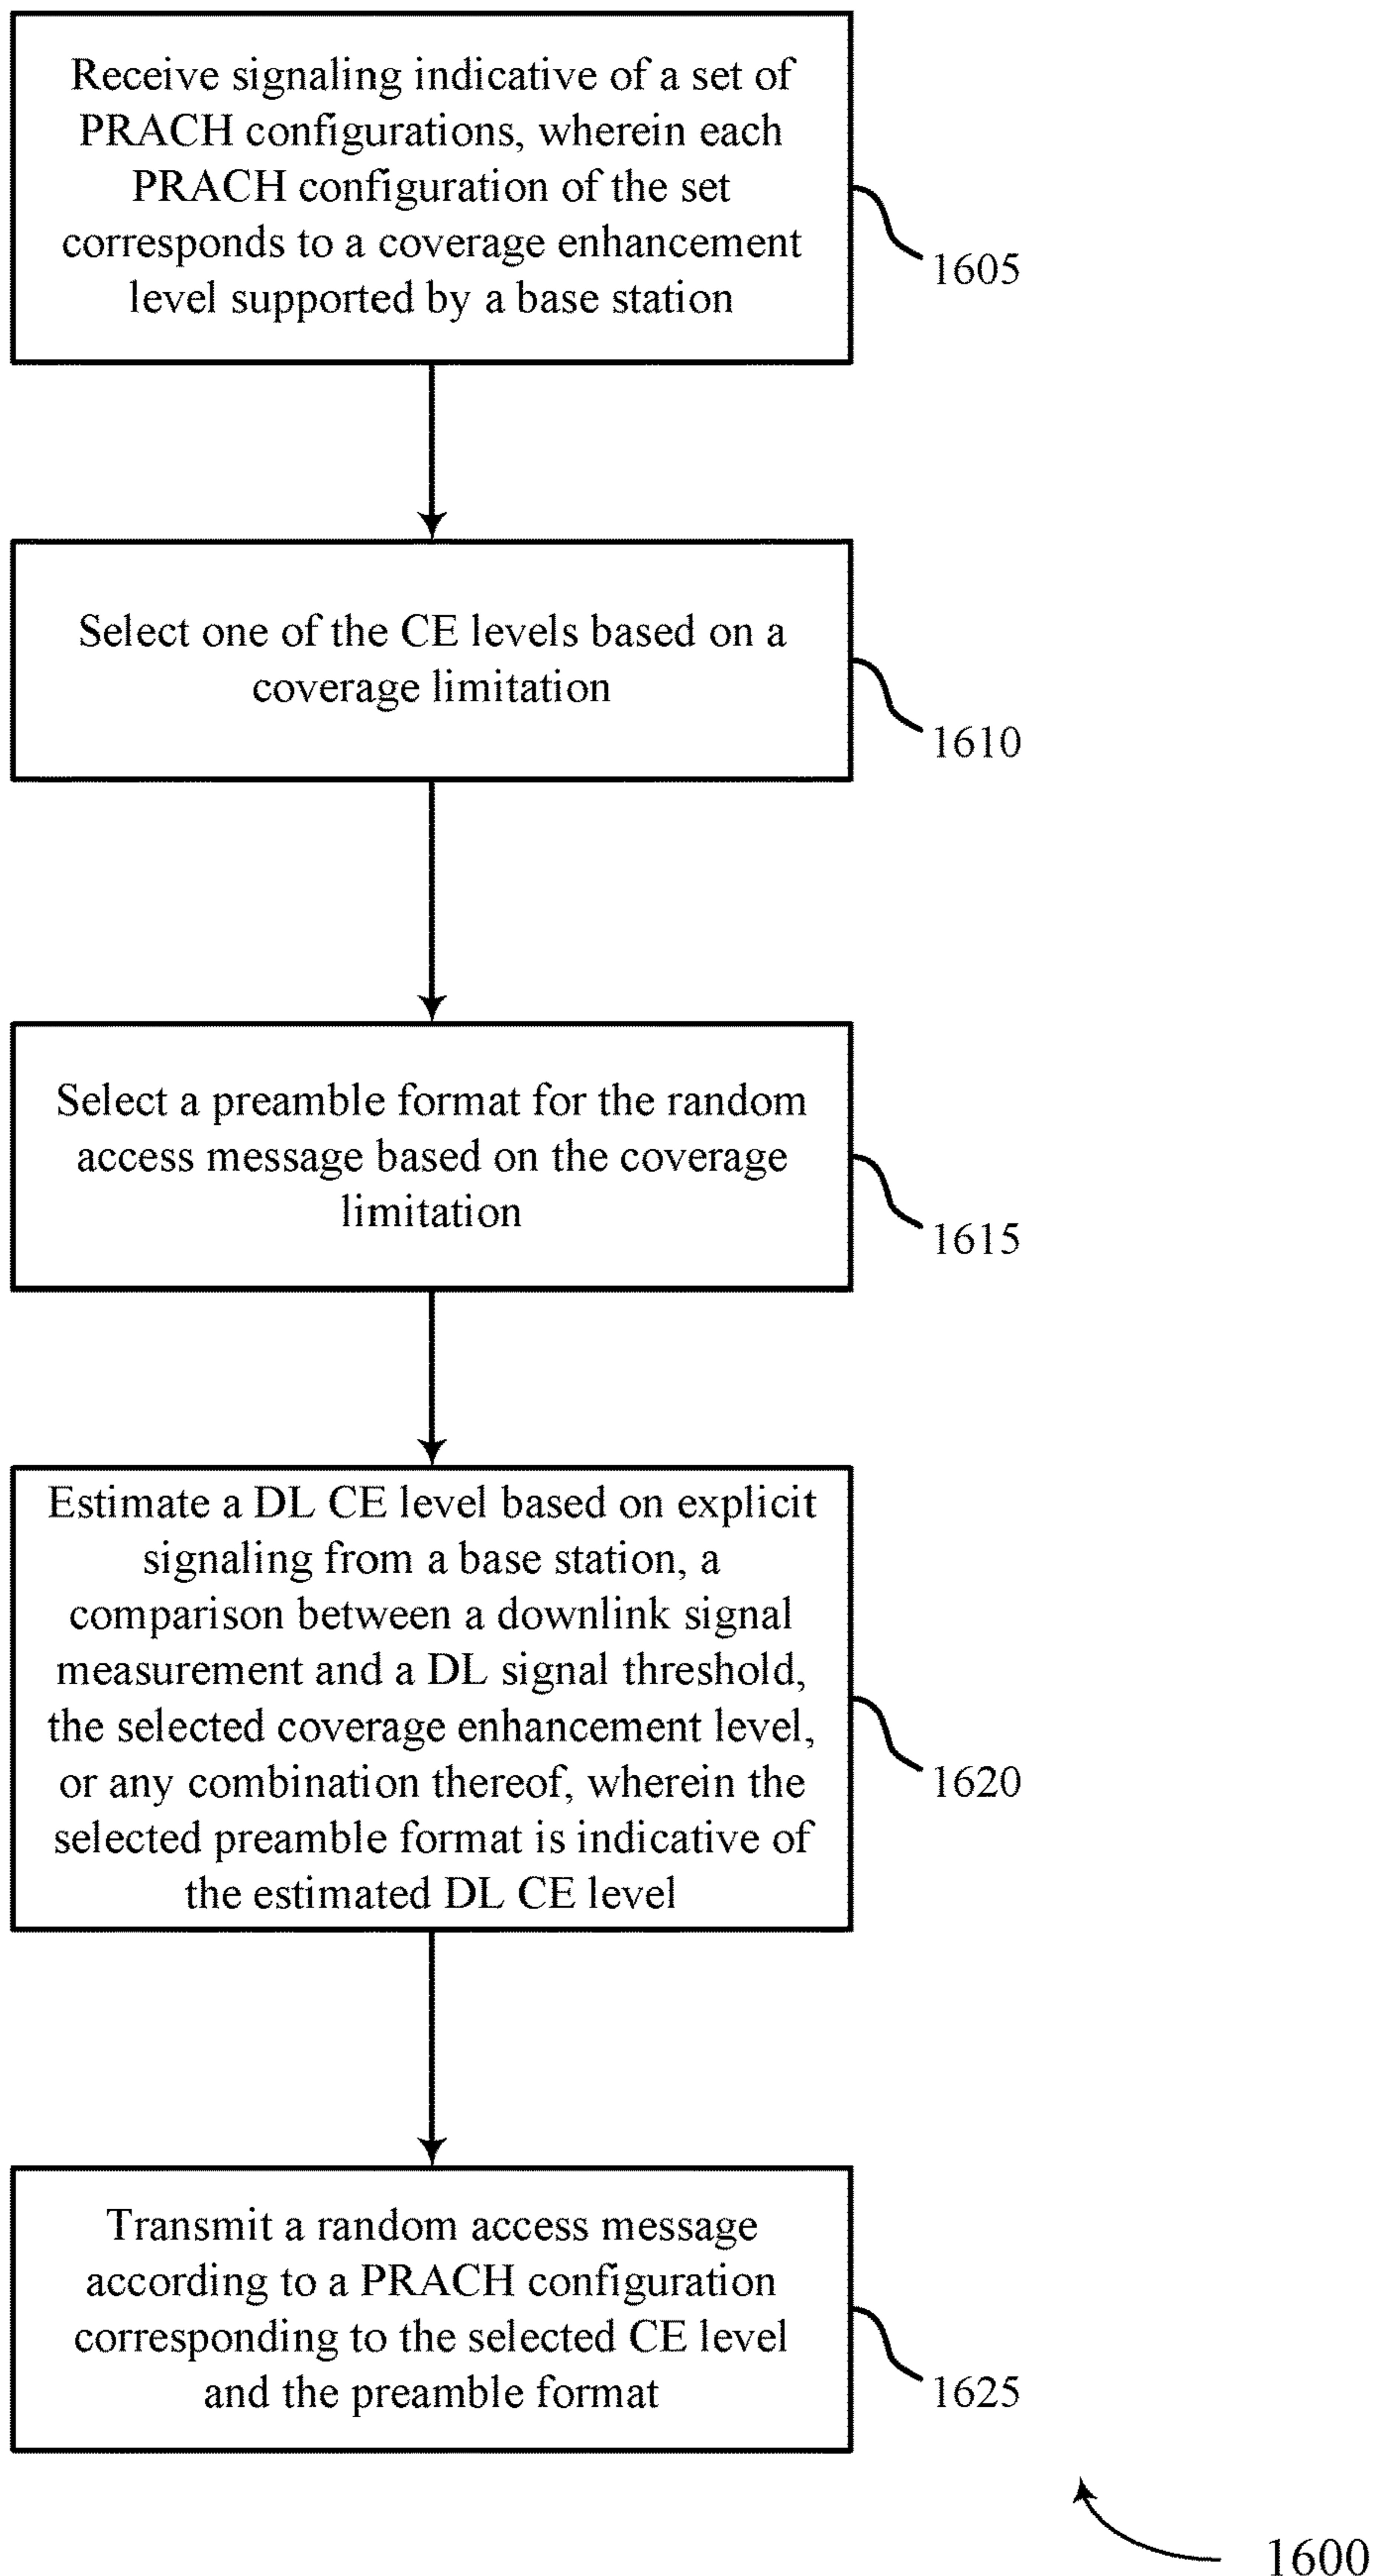 Receive signaling indicative of a set of
PRACH configurations, wherein each
PRACH configuration of the set
corresponds to a coverage enhancement
level supported by a base station
1605
Select one of the CE levels based on a
coverage limitation
1610
Select a preamble format for the random
access message based on the coverage
limitation
1615
Estimate a DL CE level based on explicit
signaling from a base station, a
comparison between a downlink signal
measurement and a DL signal threshold,
the selected coverage enhancement level,
or any combination thereof, wherein the
selected preamble format is indicative of
the estimated DL CE level
1620
Transmit a random access message
according to a PRACH configuration
corresponding to the selected CE level
and the preamble format
1625
1600